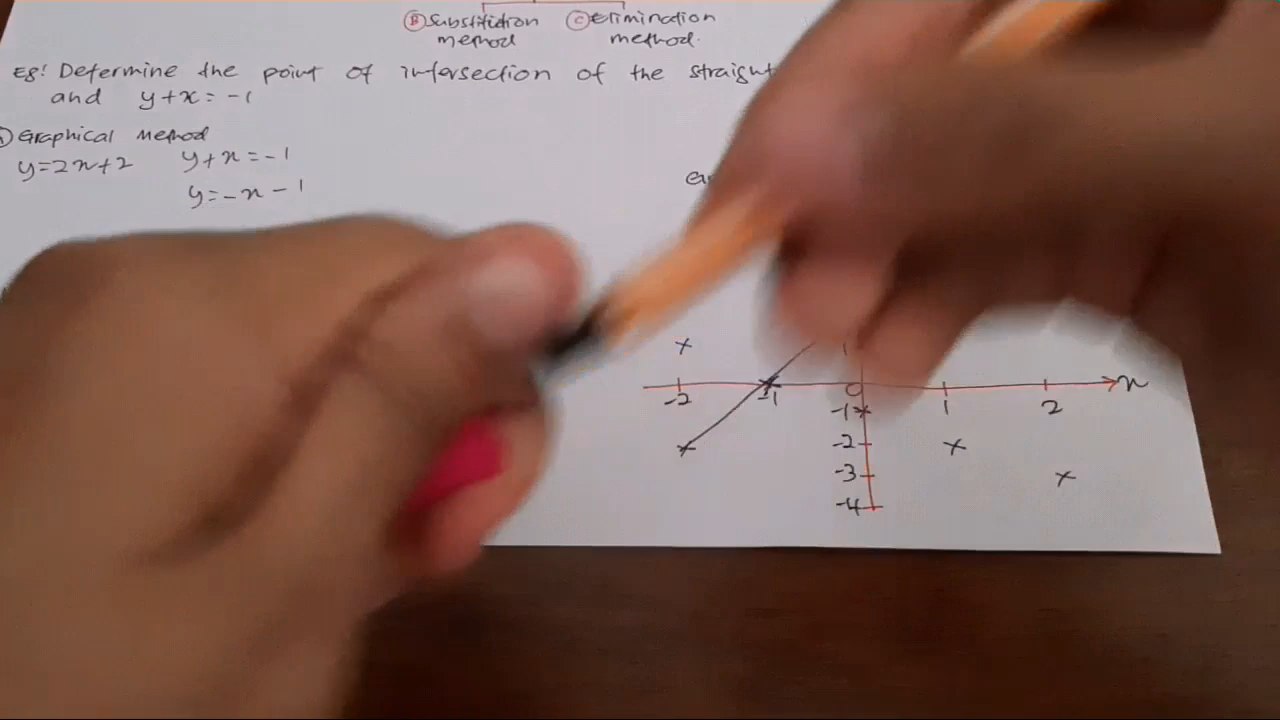 Ⓑ Substitution Ⓒ Elimination
method method.
Eg: Determine the point of intersection of the straight
and y+x=-1
Graphical method
y=2x+2 y+x=-1
y=-x-1
1
-2 -1 0 1 2 x
-1
-2
-3
-4